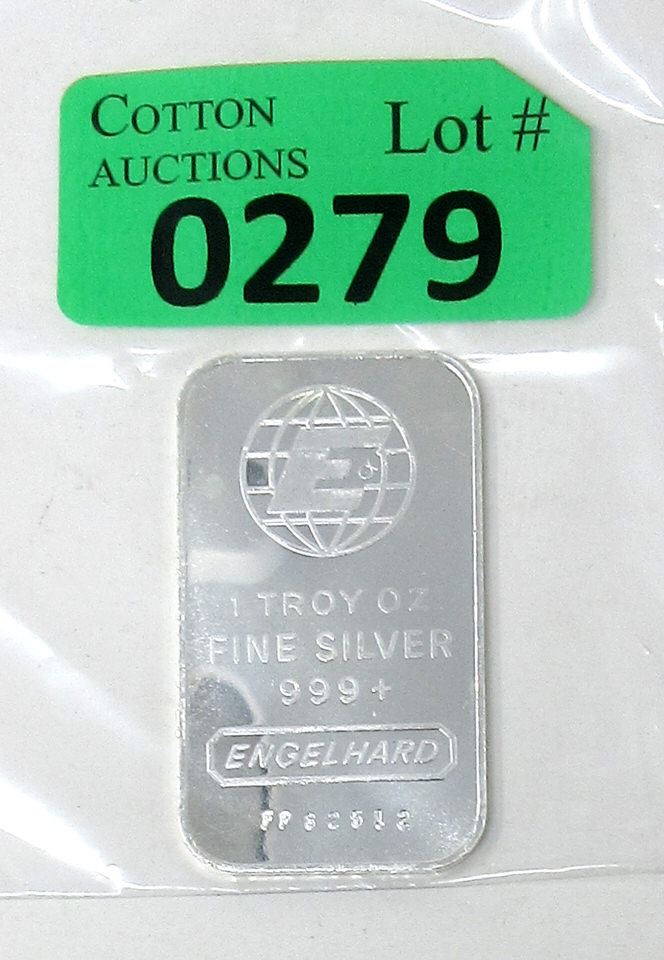 COTTON
AUCTIONS
Lot #
0279
E
1 TROY OZ
FINE SILVER
999+
ENGELHARD